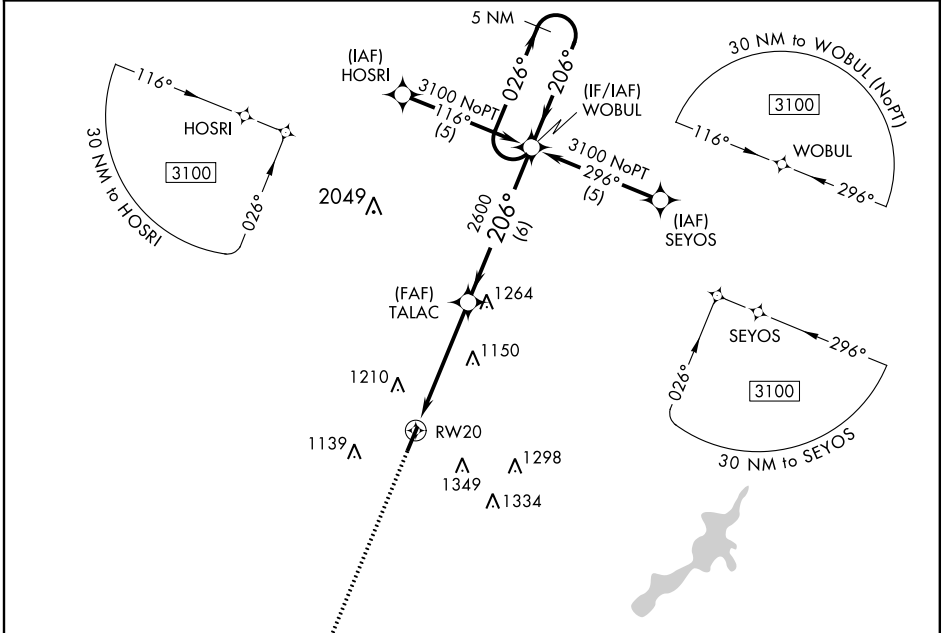 5 NM
026°
206°
(IAF)
HOSRI
3100 NoPT
116°
(5)
(IF/IAF)
WOBUL
3100 NoPT
296°
(5)
(IAF)
SEYOS
116°
HOSRI
3100
026°
30 NM to HOSRI
30 NM to WOBUL (NoPT)
3100
116°
WOBUL
296°
2049
2600
206°
(6)
(FAF)
TALAC
1264
1150
1210
RW20
1139
1349
1298
1334
SEYOS
296°
026°
3100
30 NM to SEYOS